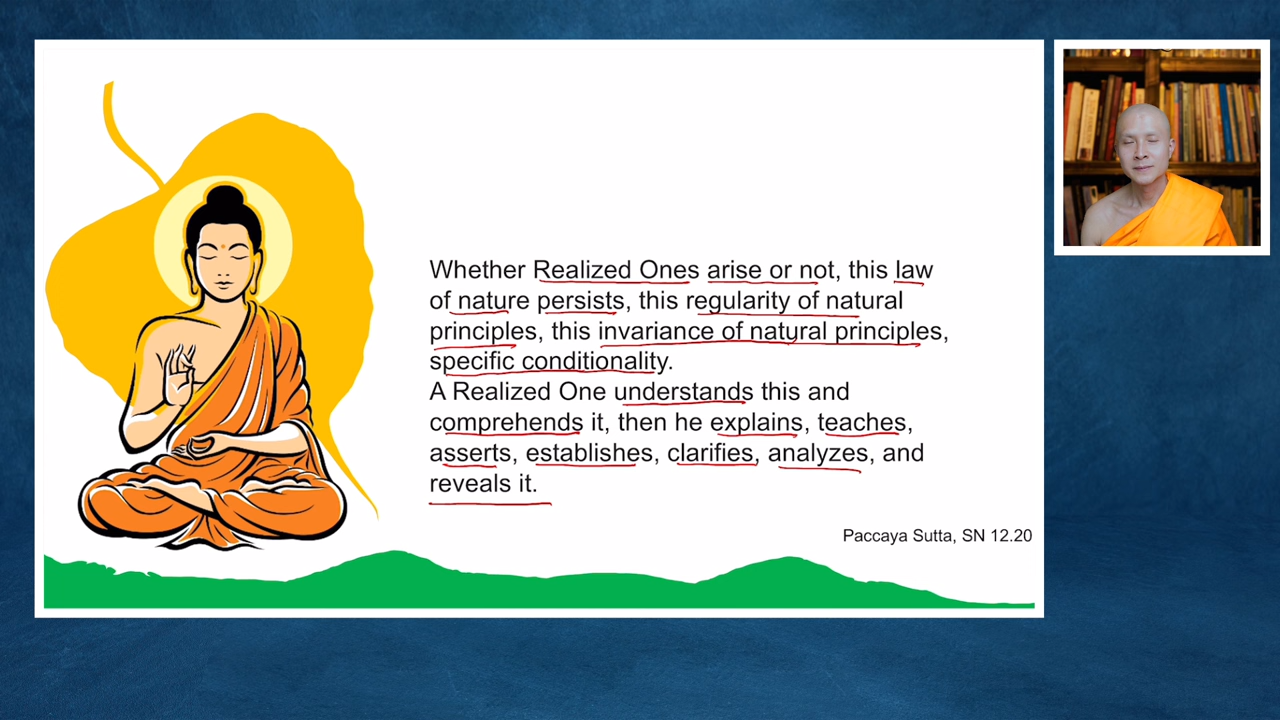 Whether Realized Ones arise or not, this law
of nature persists, this regularity of natural
principles, this invariance of natural principles,
specific conditionality.
A Realized One understands this and
comprehends it, then he explains, teaches,
asserts, establishes, clarifies, analyzes, and
reveals it.
Paccaya Sutta, SN 12.20